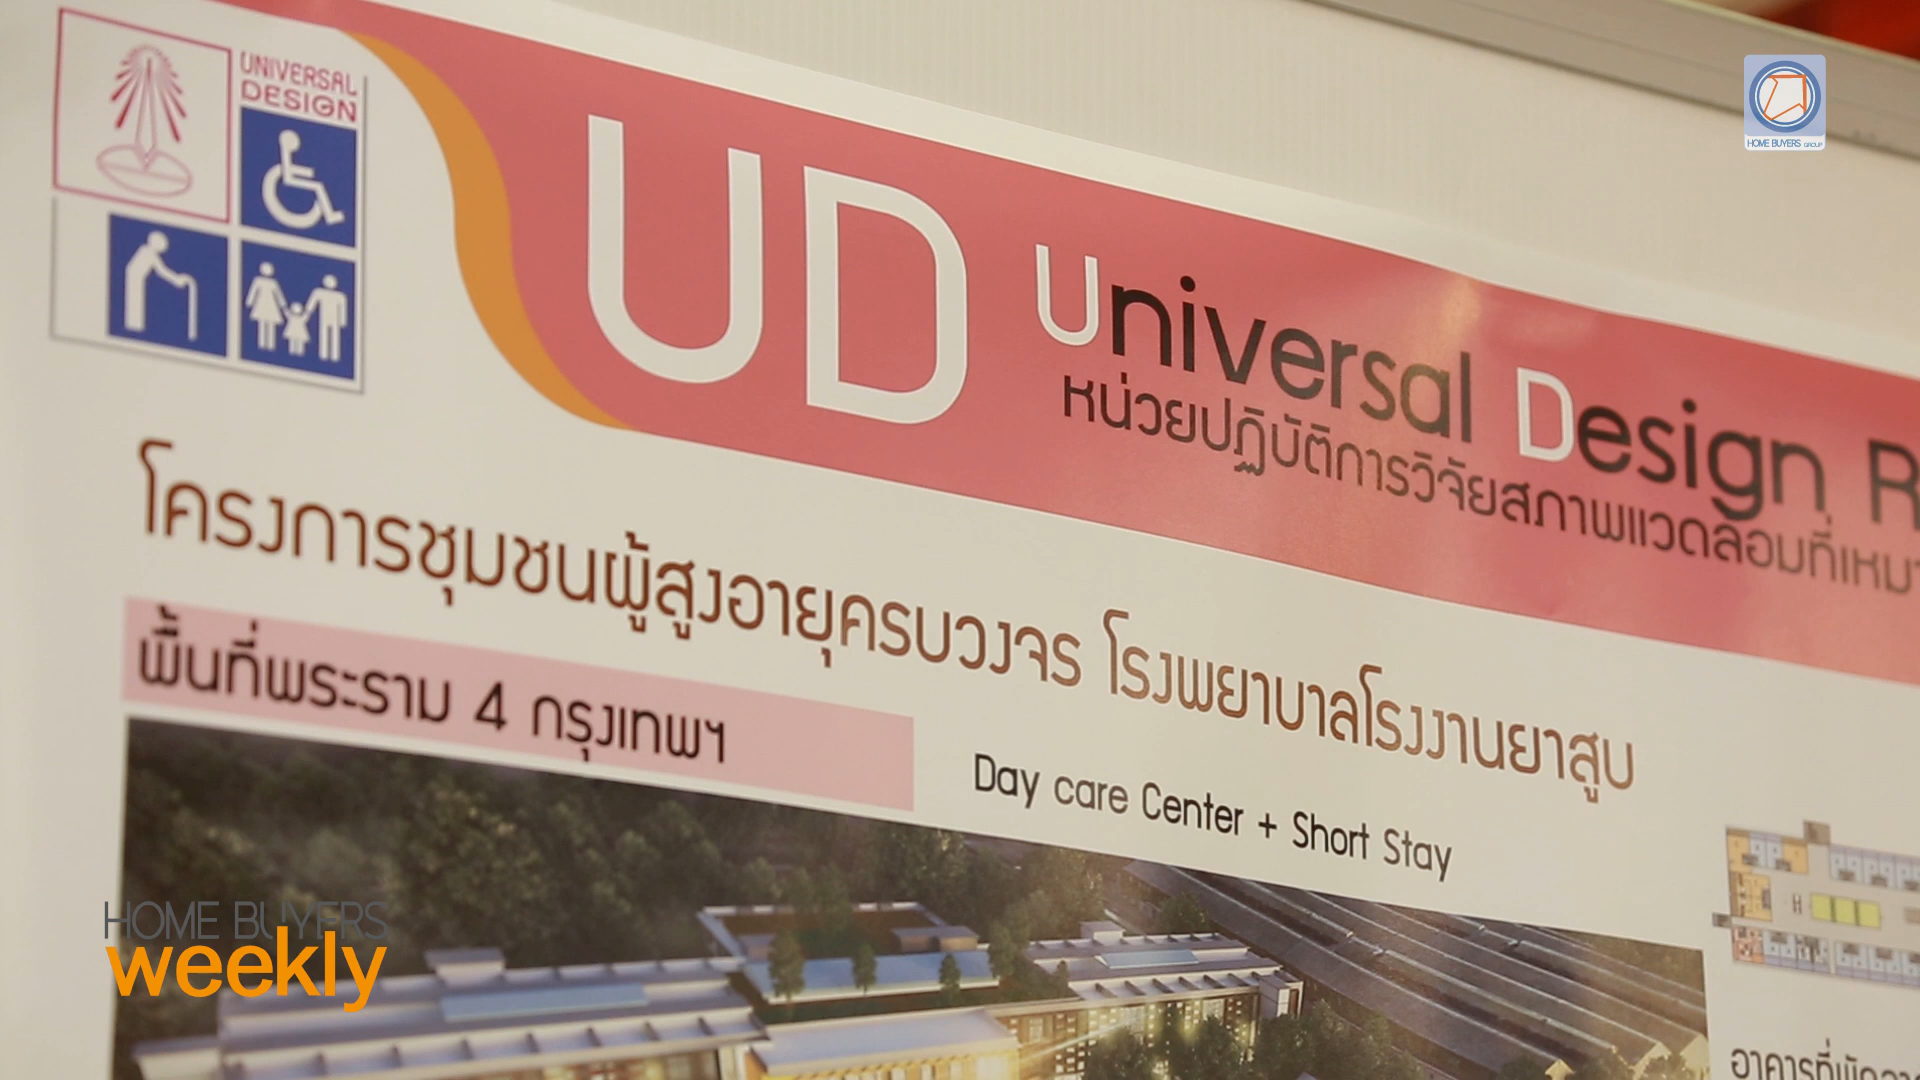 UNIVERSAL
DESIGN
HOME BUYERS GROUP
UD
Universal Design R
หน่วยปฏิบัติการวิจัยสภาพแวดล้อมที่เหมา
โครงการชุมชนผู้สูงอายุครบวงจร โรงพยาบาลโรงงานยาสูบ
พื้นที่พระราม 4 กรุงเทพฯ
Day care Center + Short Stay
HOME BUYERS
weekly